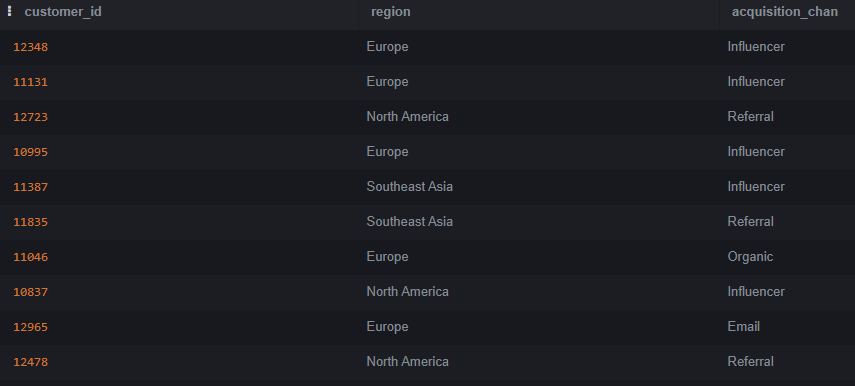 customer_id region acquisition_chan
12348 Europe Influencer
11131 Europe Influencer
12723 North America Referral
10995 Europe Influencer
11387 Southeast Asia Influencer
11835 Southeast Asia Referral
11046 Europe Organic
10837 North America Influencer
12965 Europe Email
12478 North America Referral